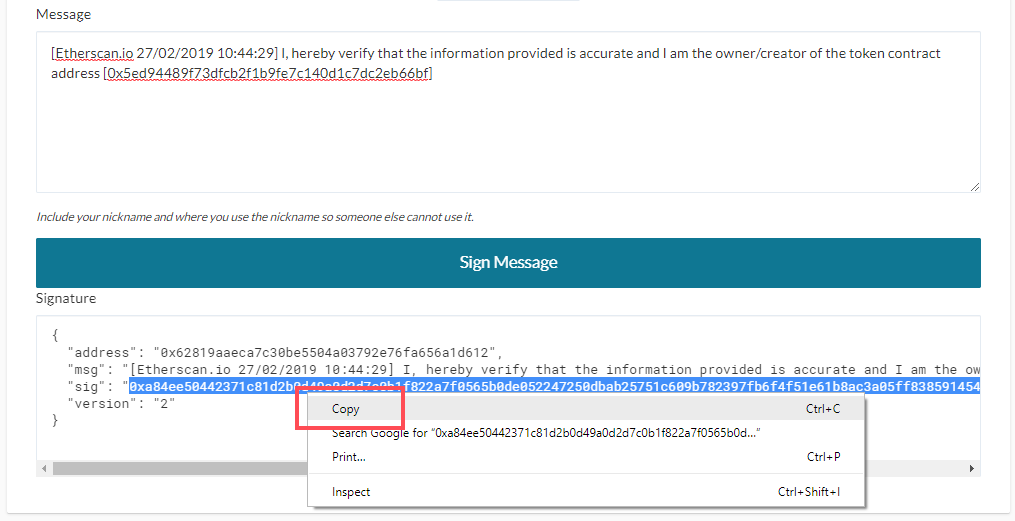 Message
[Etherscan.io 27/02/2019 10:44:29] I, hereby verify that the information provided is accurate and I am the owner/creator of the token contract
address [0x5ed94489f73dfcb2f1b9fe7c140d1c7dc2eb66bf]
Include your nickname and where you use the nickname so someone else cannot use it.
Sign Message
Signature
{
"address": "0x62819aaeca7c30be5504a03792e76fa656a1d612",
"msg": "[Etherscan.io 27/02/2019 10:44:29] I, hereby verify that the information provided is accurate and I am the ow
"sig": "0xa84ee50442371c81d2b0d49a0d2d7c0b1f822a7f0565b0de052247250dbab25751c609b782397fb6f4f51e61b8ac3a05ff838591454
"version": "2"
}
Copy Ctrl+C
Search Google for "0xa84ee50442371c81d2b0d49a0d2d7c0b1f822a7f0565b0d..."
Print... Ctrl+P
Inspect Ctrl+Shift+I